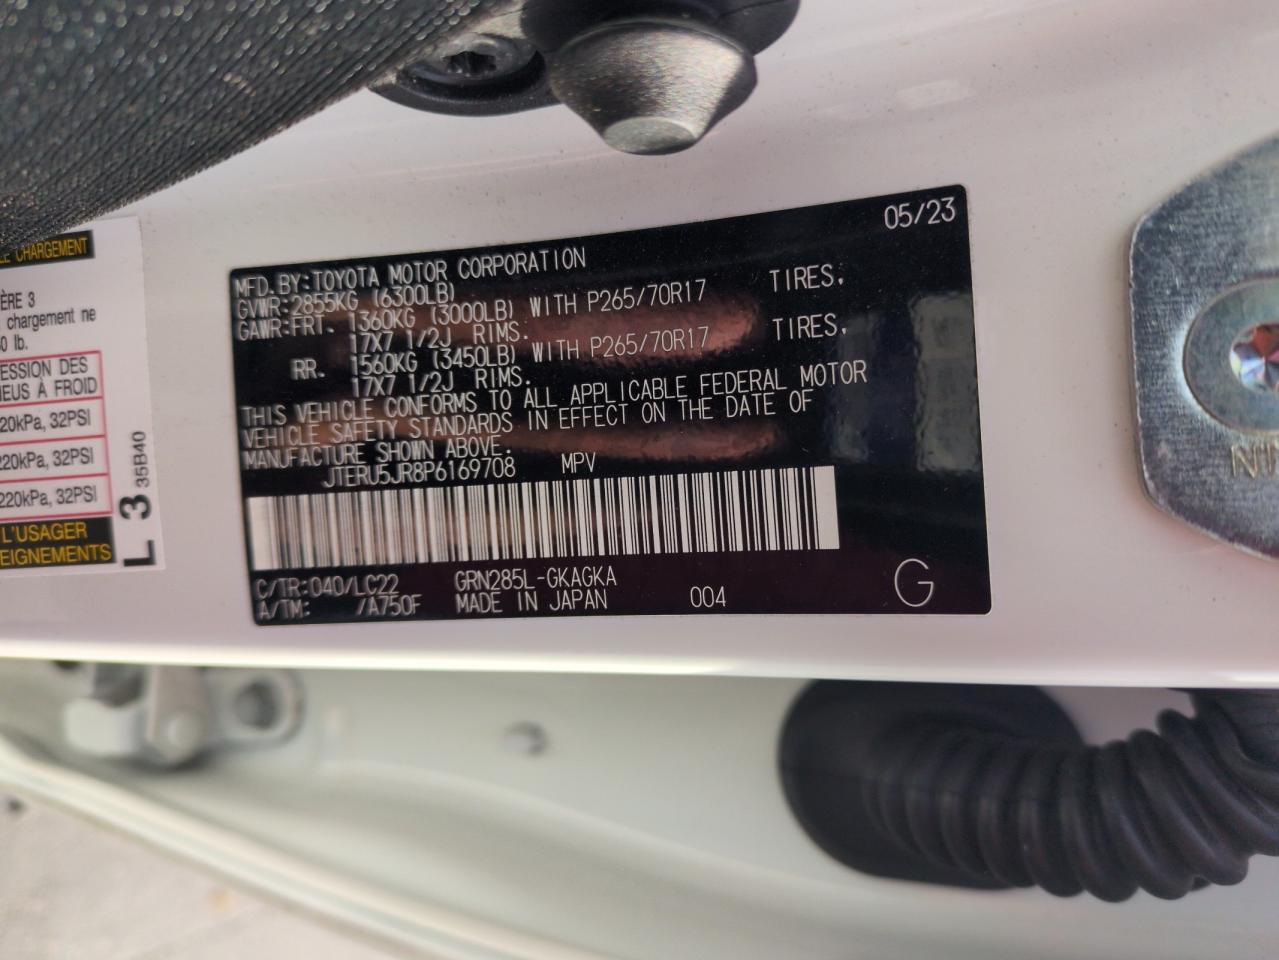 05/23
MFD.BY:TOYOTA MOTOR CORPORATION
GVWR:2855KG (6300LB)
GAWR:FRT. 1360KG (3000LB) WITH P265/70R17 TIRES,
17X7 1/2J RIMS.
RR. 1560KG (3450LB) WITH P265/70R17 TIRES,
17X7 1/2J RIMS.
THIS VEHICLE CONFORMS TO ALL APPLICABLE FEDERAL MOTOR
VEHICLE SAFETY STANDARDS IN EFFECT ON THE DATE OF
MANUFACTURE SHOWN ABOVE.
JTERU5JR8P6169708 MPV
C/TR:040/LC22 GRN285L-GKAGKA
A/TM: /A750F MADE IN JAPAN 004
G
CHARGEMENT
ÈRE 3
chargement ne
0 lb.
ESSION DES
NEUS À FROID
20kPa, 32PSI
220kPa, 32PSI
220kPa, 32PSI
L'USAGER
EIGNEMENTS
L 3 35B40